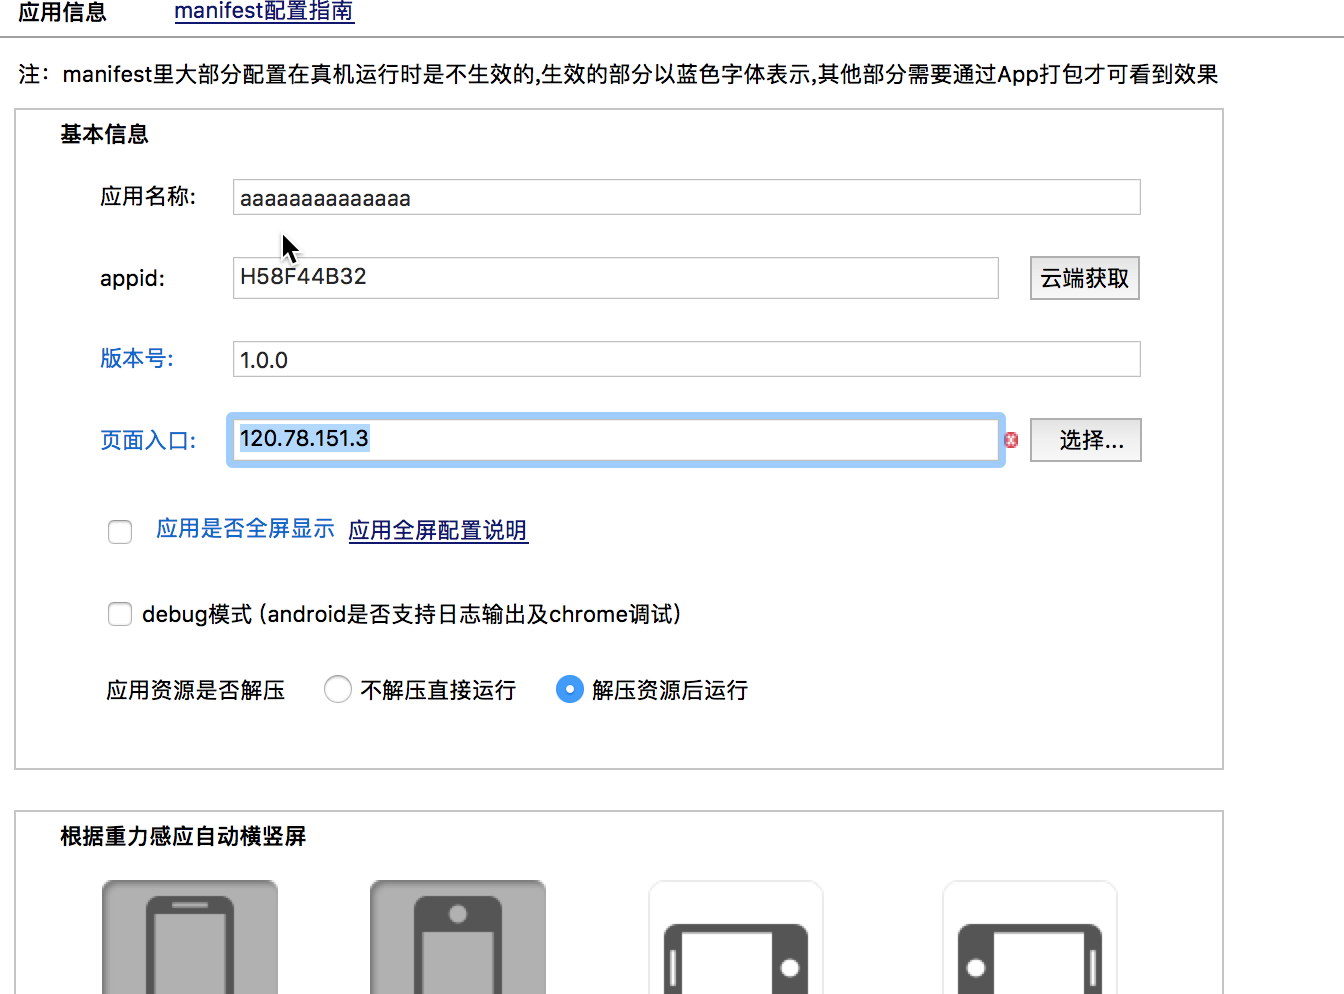 应用信息 manifest配置指南
注：manifest里大部分配置在真机运行时是不生效的,生效的部分以蓝色字体表示,其他部分需要通过App打包才可看到效果
基本信息
应用名称: aaaaaaaaaaaaaa
appid: H58F44B32 云端获取
版本号: 1.0.0
页面入口: 120.78.151.3 选择...
应用是否全屏显示 应用全屏配置说明
debug模式 (android是否支持日志输出及chrome调试)
应用资源是否解压 不解压直接运行 解压资源后运行
根据重力感应自动横竖屏